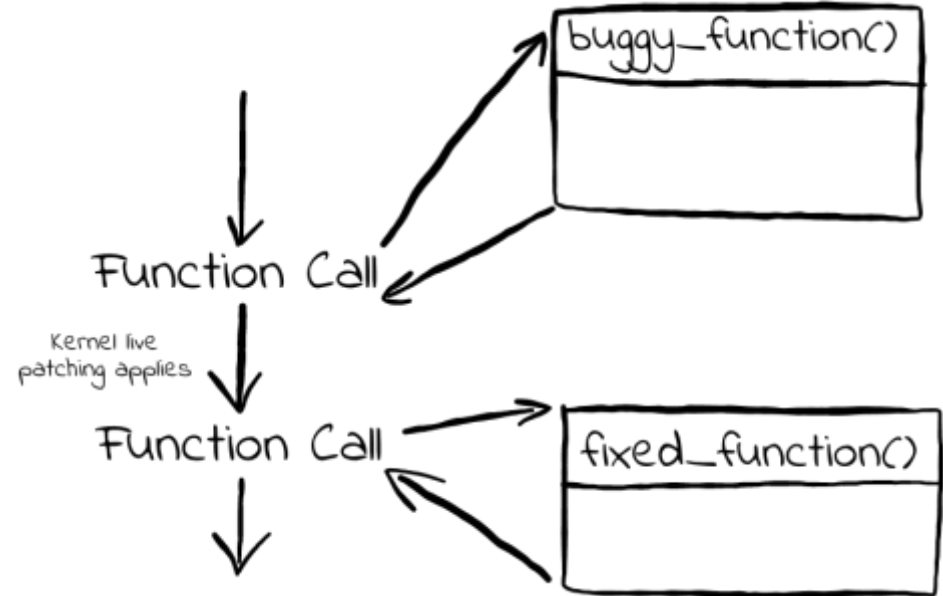 buggy_function()
Function Call
Kernel live
patching applies
Function Call
fixed_function()